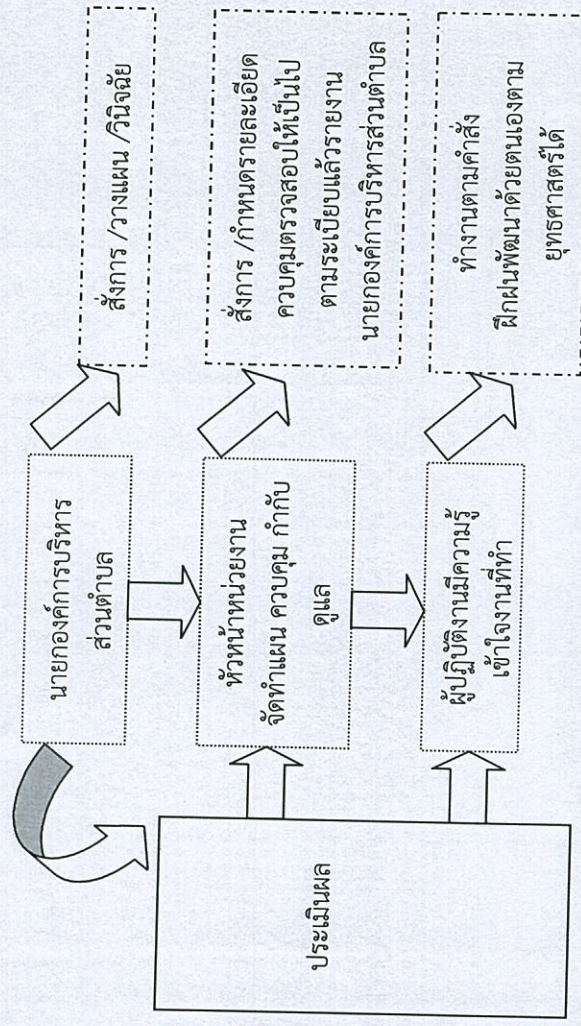 นายกองค์การบริหาร
ส่วนตำบล
สั่งการ /วางแผน /วินิจฉัย
หัวหน้าหน่วยงาน
จัดทำแผน ควบคุม กำกับ
ดูแล
สั่งการ /กำหนดรายละเอียด
ควบคุมตรวจสอบให้เป็นไป
ตามระเบียบแล้วรายงาน
นายกองค์การบริหารส่วนตำบล
ประเมินผล
ผู้ปฏิบัติงานมีความรู้
เข้าใจงานที่ทำ
ทำงานตามคำสั่ง
ฝึกฝนพัฒนาด้วยตนเองตาม
ยุทธศาสตร์ได้